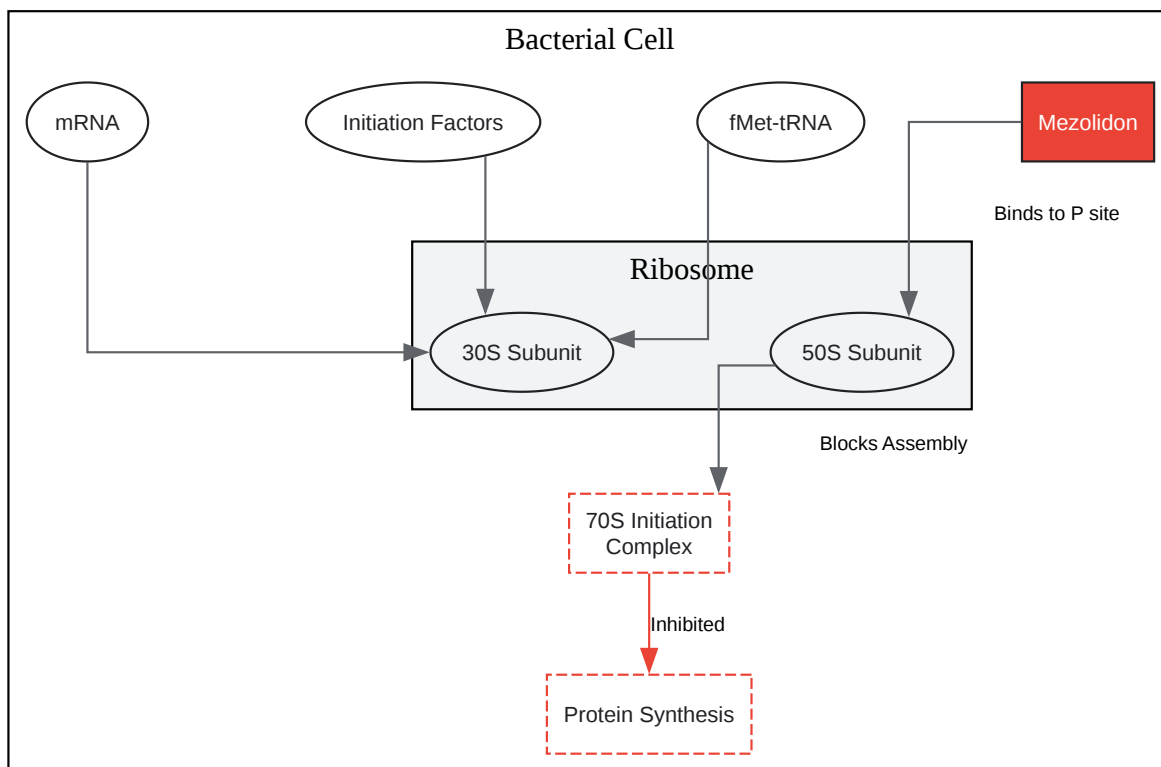 Bacterial Cell
mRNA
Initiation Factors
fMet-tRNA
Mezolidon
Binds to P site
Ribosome
30S Subunit
50S Subunit
Blocks Assembly
70S Initiation
Complex
Inhibited
Protein Synthesis